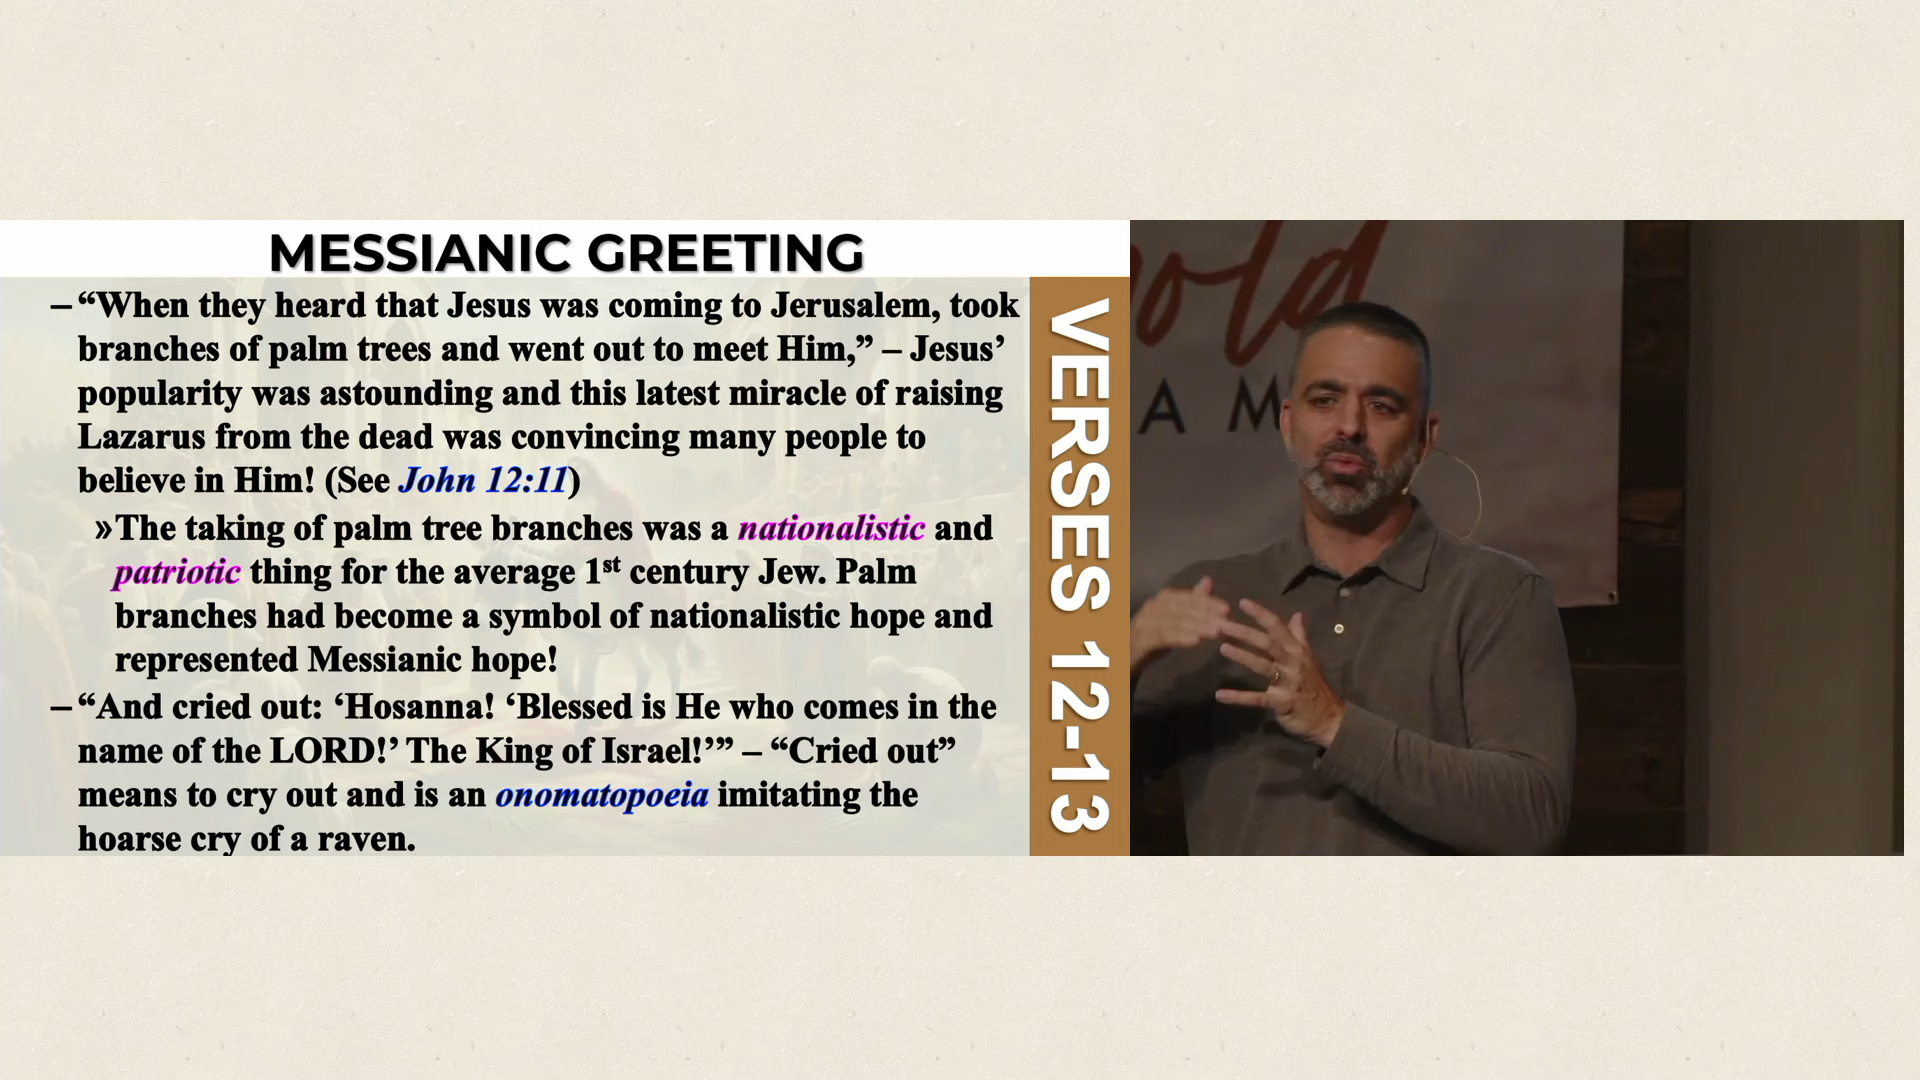 MESSIANIC GREETING
– “When they heard that Jesus was coming to Jerusalem, took
branches of palm trees and went out to meet Him,” – Jesus’
popularity was astounding and this latest miracle of raising
Lazarus from the dead was convincing many people to
believe in Him! (See John 12:11)
» The taking of palm tree branches was a nationalistic and
patriotic thing for the average 1st century Jew. Palm
branches had become a symbol of nationalistic hope and
represented Messianic hope!
– “And cried out: ‘Hosanna! ‘Blessed is He who comes in the
name of the LORD!’ The King of Israel!’” – “Cried out”
means to cry out and is an onomatopoeia imitating the
hoarse cry of a raven.
VERSES 12-13